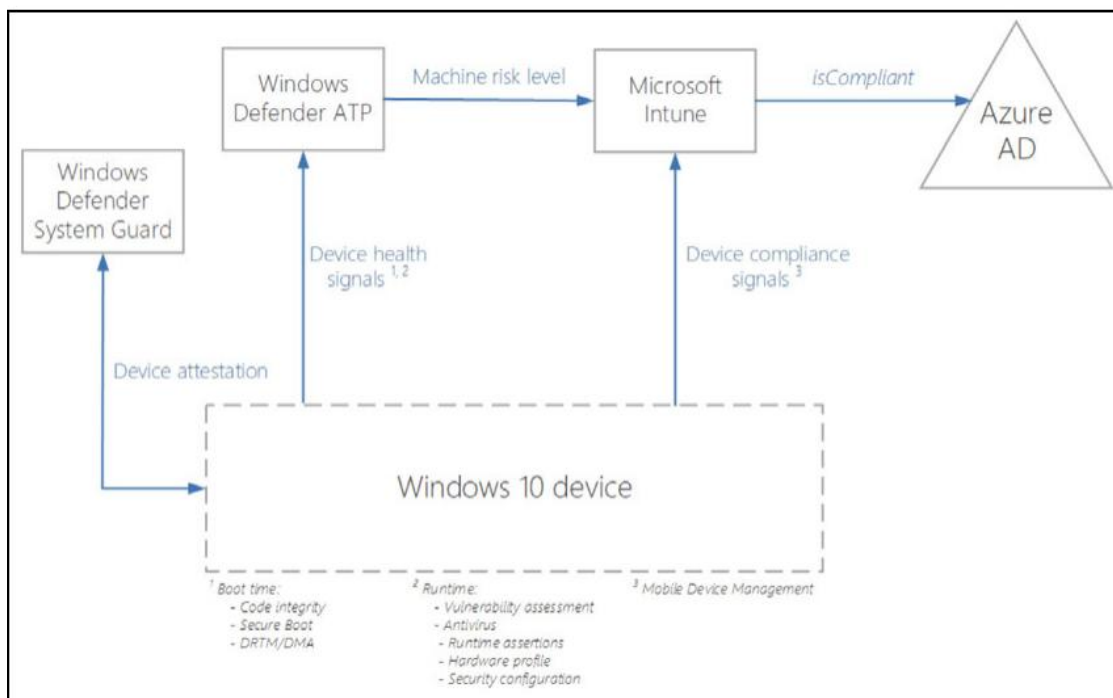 Windows
Defender ATP
Machine risk level
Microsoft
Intune
isCompliant
Azure
AD
Windows
Defender
System Guard
Device health
signals 1, 2
Device compliance
signals 3
Device attestation
Windows 10 device
1 Boot time:
- Code integrity
- Secure Boot
- DRTM/DMA
2 Runtime:
- Vulnerability assessment
- Antivirus
- Runtime assertions
- Hardware profile
- Security configuration
3 Mobile Device Management